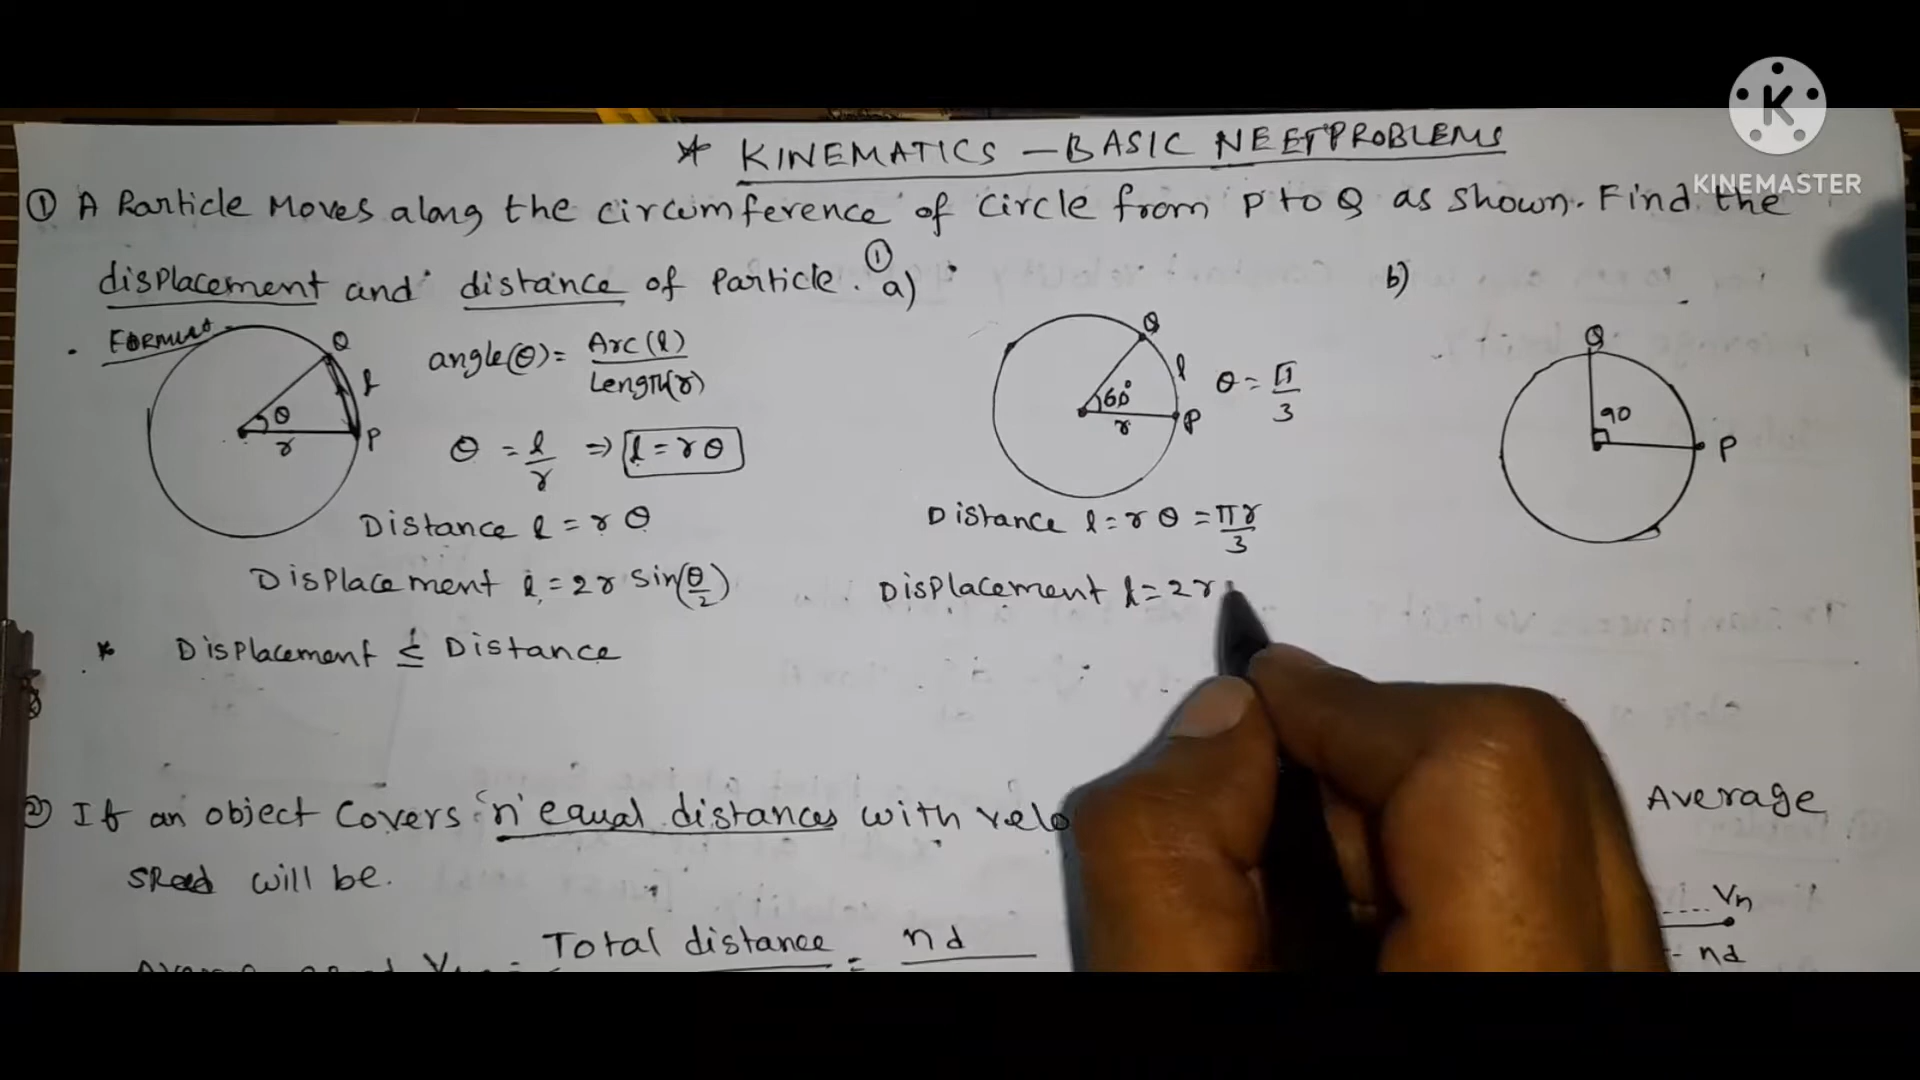 * KINEMATICS - BASIC NEET PROBLEMS
KINEMASTER
① A Particle Moves along the circumference of circle from P to Q as shown. Find the
displacement and distance of Particle. ① a)
b)
FORMULA
Q
θ
r
l
P
angle(θ) = Arc(l) / Length(r)
θ = l/r ⇒ l = rθ
Distance l = rθ
Displacement l = 2r sin(θ/2)
* Displacement ≤ Distance
Q
60°
r
l
P
θ = π/3
Distance l = rθ = πr/3
Displacement l = 2r
Q
90
P
② If an object covers 'n' equal distances with
Average
speed will be.
Vn
Total distance = nd
nd